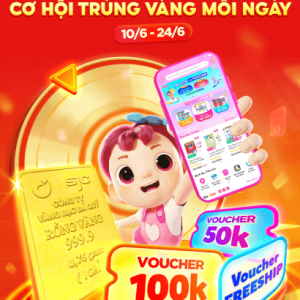 CƠ HỘI TRÚNG VÀNG MỖI NGÀY
10/6 - 24/6
sjc
CÔNG TY
VÀNG BẠC ĐÁ QUÝ
RỒNG VÀNG
999.9
VOUCHER
50k
VOUCHER
100k
Voucher
FREESHIP